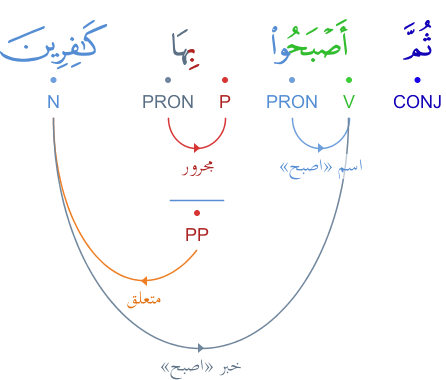 ثُمَّ أَصْبَحُوا۟ بِهَا كَـٰفِرِينَ
CONJ V PRON P PRON N
اسم «اصبح» مجرور
PP
متعلق
خبر «اصبح»